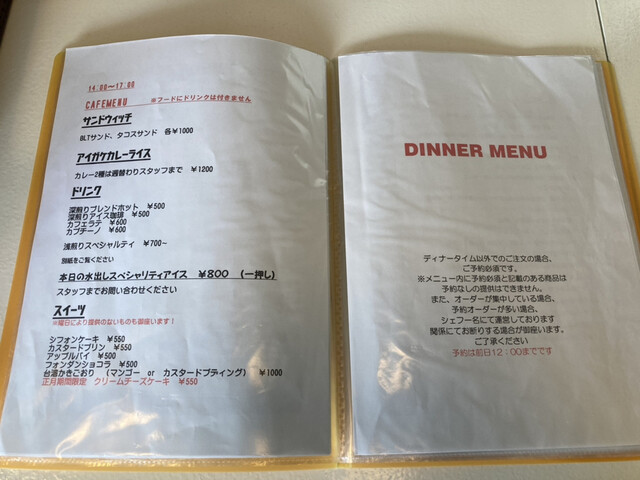 14:00～17:00
CAFEMENU ※フードにドリンクは付きません
サンドウィッチ
BLTサンド、タコスサンド 各¥1000
アイガケカレーライス
カレー2種は週替わりスタッフまで ¥1200
ドリンク
深煎りブレンドホット ¥500
深煎りアイス珈琲 ¥500
カフェラテ ¥600
カプチーノ ¥600
浅煎りスペシャルティ ¥700～
別紙をご覧ください
本日の水出しスペシャリティアイス ¥800 (一押し)
スタッフまでお問い合わせください
スイーツ
※曜日により提供のないものも御座います！
シフォンケーキ ¥550
カスタードプリン ¥550
アップルパイ ¥500
フォンダンショコラ ¥500
台湾かきごおり (マンゴー or カスタードプディング) ¥1000
正月期間限定 クリームチーズケーキ ¥550
DINNER MENU
ディナータイム以外でのご注文の場合、
ご予約必須です。
※メニュー内に予約必須と記載のある商品は
予約なしの提供はできません。
また、オーダーが集中している場合、
予約オーダーが多い場合、
シェフ一名にて運営しております
関係にてお断りする場合が御座います。
ご了承ください
予約は前日12：00までです